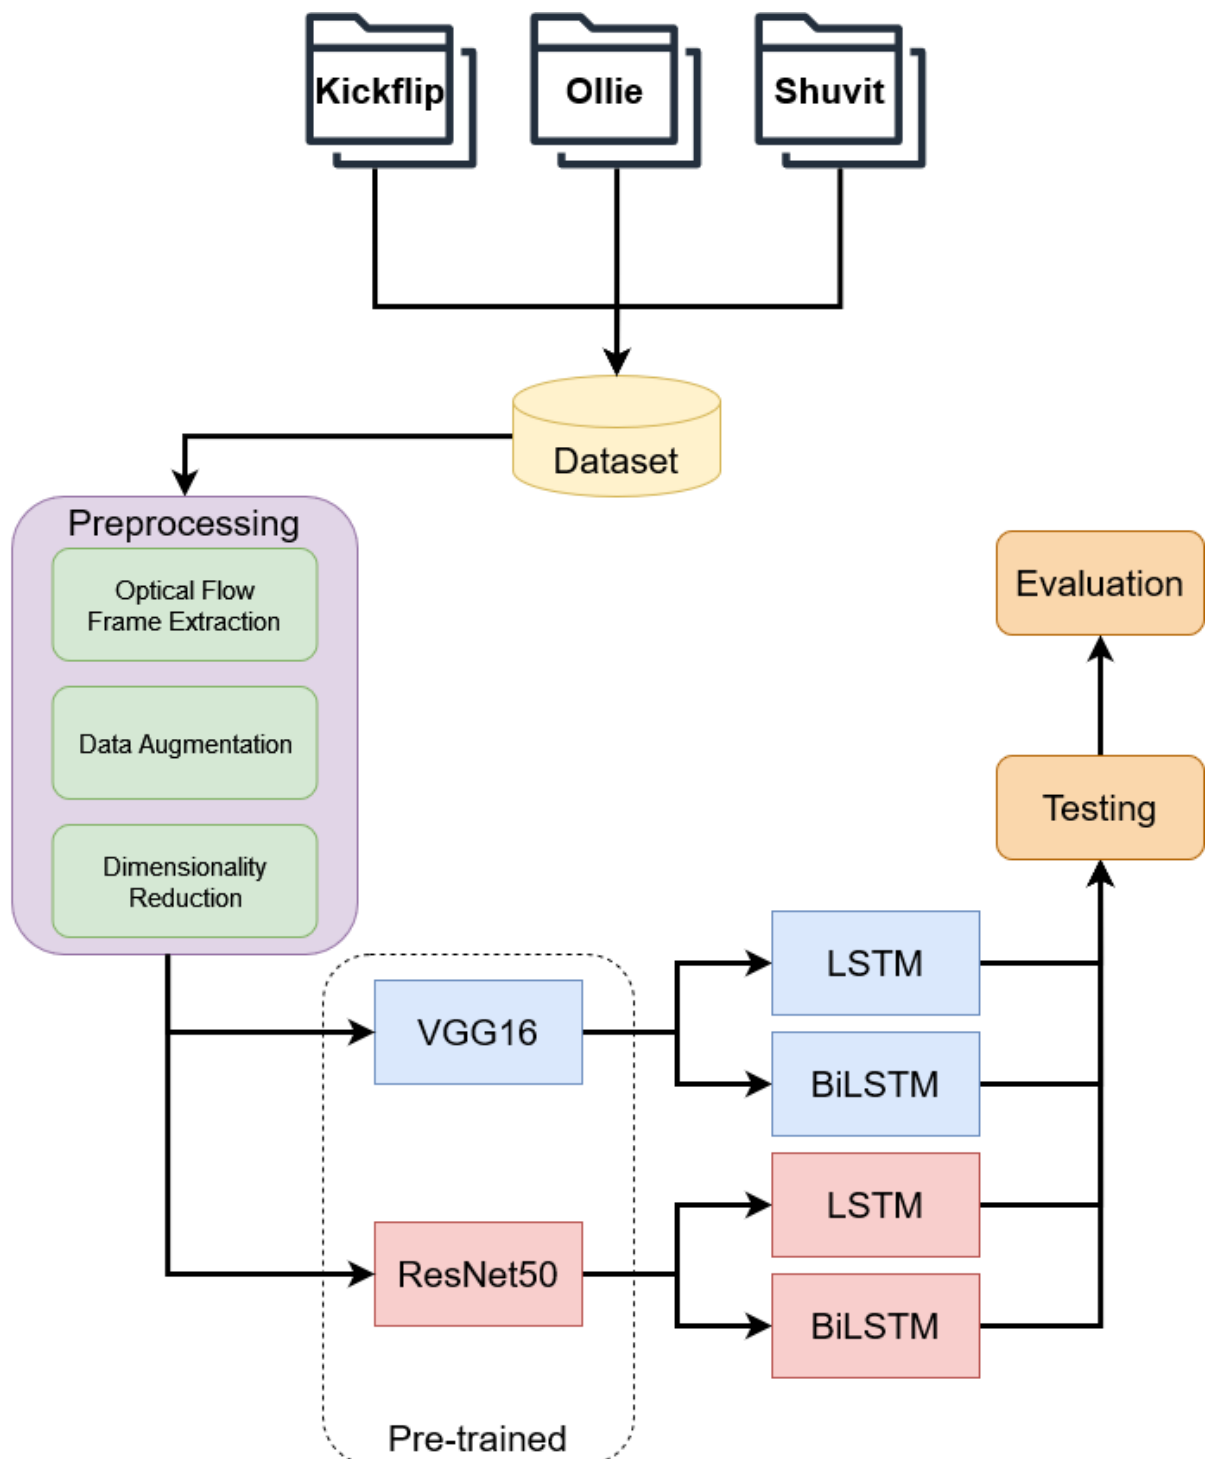 Kickflip
Ollie
Shuvit
Dataset
Preprocessing
Optical Flow
Frame Extraction
Data Augmentation
Dimensionality
Reduction
Evaluation
Testing
VGG16
LSTM
BiLSTM
ResNet50
LSTM
BiLSTM
Pre-trained